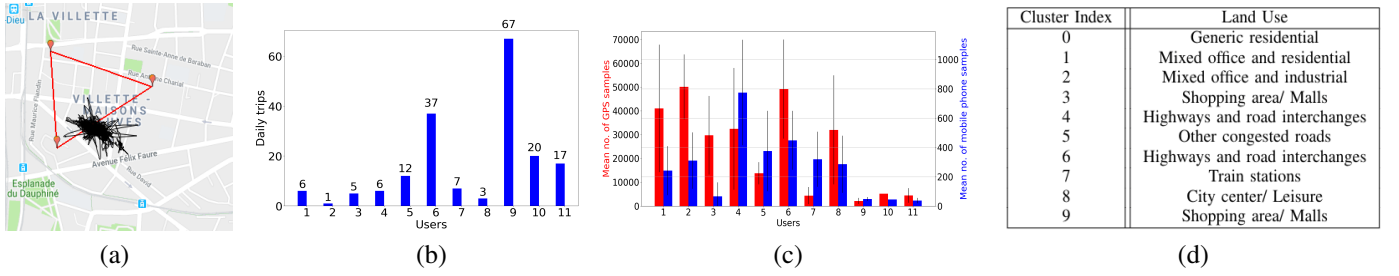 -Dieu
LA VILLETTE
Rue Sainte-Anne de Baraban
Rue Antoine Charial
Rue Maurice Flandin
VILLETTE -
Avenue Félix Faure
Rue David
Esplanade
du Dauphiné
(a)
Daily trips
60
40
20
0
6
1
5
6
12
37
7
3
67
20
17
1 2 3 4 5 6 7 8 9 10 11
Users
(b)
Mean no. of GPS samples
70000
60000
50000
40000
30000
20000
10000
0
1 2 3 4 5 6 7 8 9 10 11
Users
1000
800
600
400
200
0
Mean no. of mobile phone samples
(c)
Cluster Index Land Use
0 Generic residential
1 Mixed office and residential
2 Mixed office and industrial
3 Shopping area/ Malls
4 Highways and road interchanges
5 Other congested roads
6 Highways and road interchanges
7 Train stations
8 City center/ Leisure
9 Shopping area/ Malls
(d)